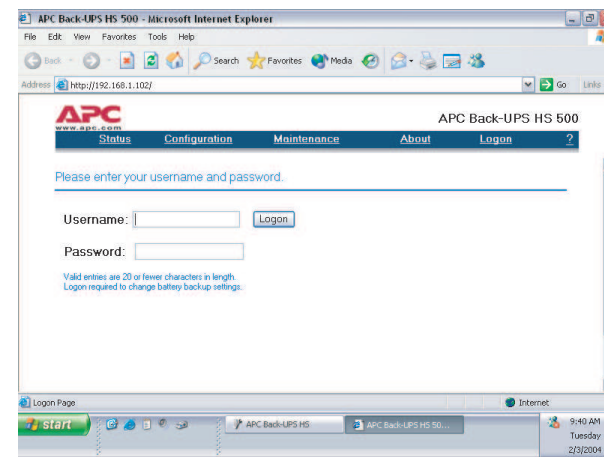 APC Back-UPS HS 500 - Microsoft Internet Explorer
File Edit View Favorites Tools Help
Back Search Favorites Media
Address http://192.168.1.102/ Go Links
APC
www.apc.com
APC Back-UPS HS 500
Status Configuration Maintenance About Logon ?
Please enter your username and password.
Username: Logon
Password:
Valid entries are 20 or fewer characters in length.
Logon required to change battery backup settings.
Logon Page Internet
start APC Back-UPS HS APC Back-UPS HS 50... 9:40 AM
Tuesday
2/3/2004